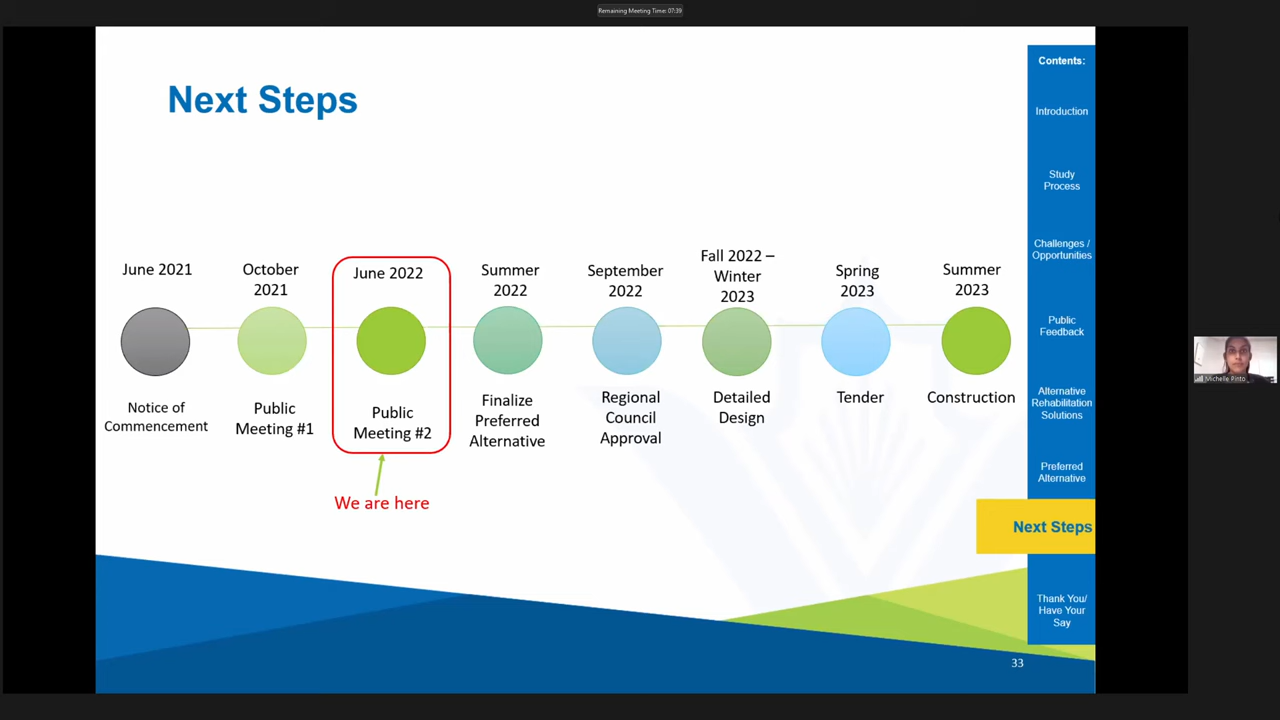 Remaining Meeting Time: 07:39
Next Steps
June 2021
October
2021
June 2022
Summer
2022
September
2022
Fall 2022 –
Winter
2023
Spring
2023
Summer
2023
Notice of
Commencement
Public
Meeting #1
Public
Meeting #2
Finalize
Preferred
Alternative
Regional
Council
Approval
Detailed
Design
Tender
Construction
We are here
Contents:
Introduction
Study
Process
Challenges /
Opportunities
Public
Feedback
Alternative
Rehabilitation
Solutions
Preferred
Alternative
Next Steps
Thank You/
Have Your
Say
33
Michelle Pinto